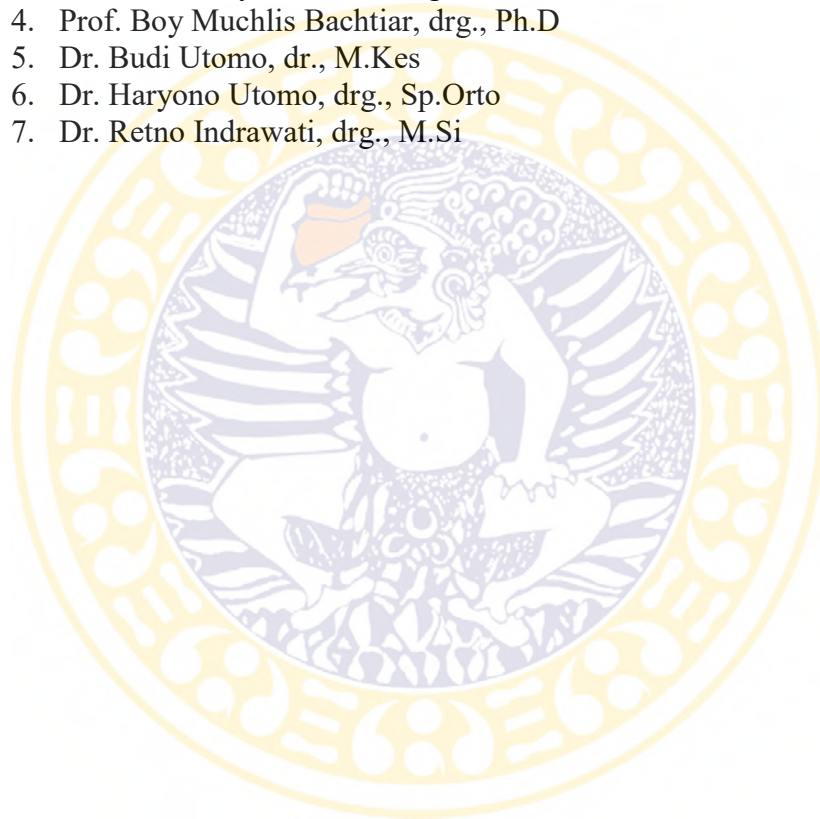 4. Prof. Boy Muchlis Bachtiar, drg., Ph.D
5. Dr. Budi Utomo, dr., M.Kes
6. Dr. Haryono Utomo, drg., Sp.Orto
7. Dr. Retno Indrawati, drg., M.Si